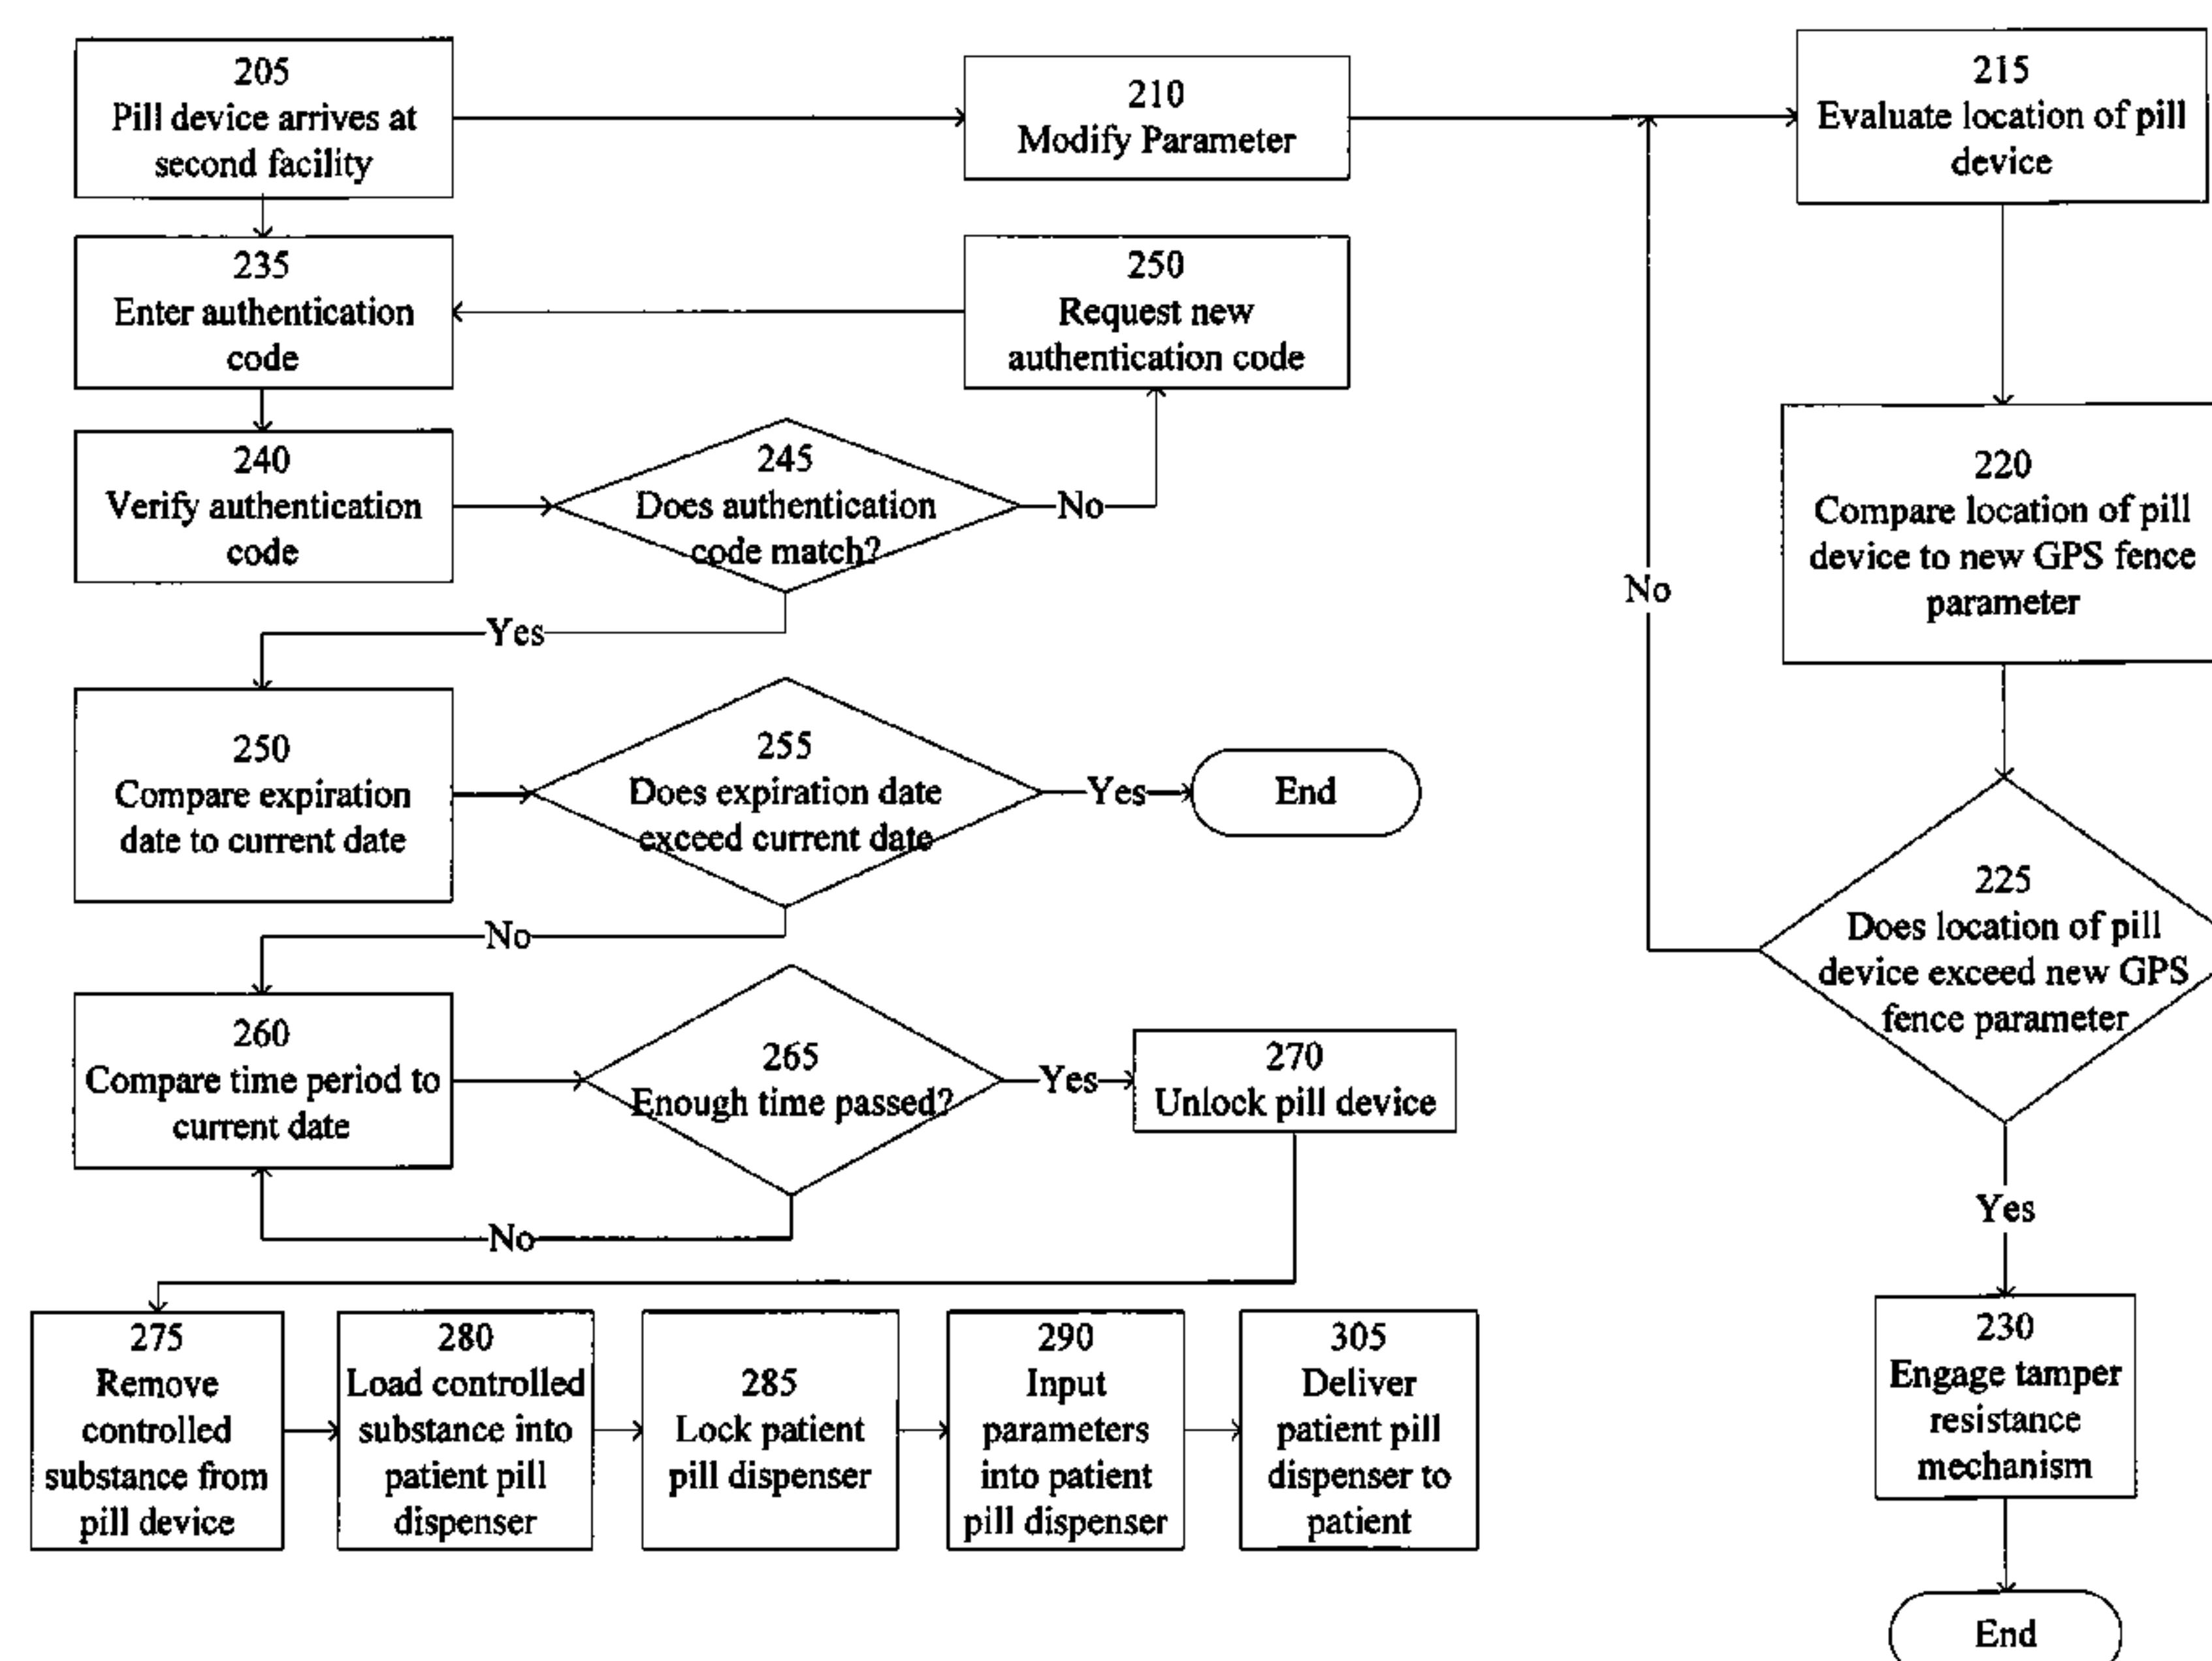 205
Pill device arrives at
second facility
210
Modify Parameter
215
Evaluate location of pill
device
235
Enter authentication
code
250
Request new
authentication code
240
Verify authentication
code
245
Does authentication
code match?
No
Yes
220
Compare location of pill
device to new GPS fence
parameter
No
250
Compare expiration
date to current date
255
Does expiration date
exceed current date
Yes
End
No
225
Does location of pill
device exceed new GPS
fence parameter
260
Compare time period to
current date
265
Enough time passed?
Yes
270
Unlock pill device
No
Yes
275
Remove
controlled
substance from
pill device
280
Load controlled
substance into
patient pill
dispenser
285
Lock patient
pill dispenser
290
Input
parameters
into patient
pill dispenser
305
Deliver
patient pill
dispenser to
patient
230
Engage tamper
resistance
mechanism
End